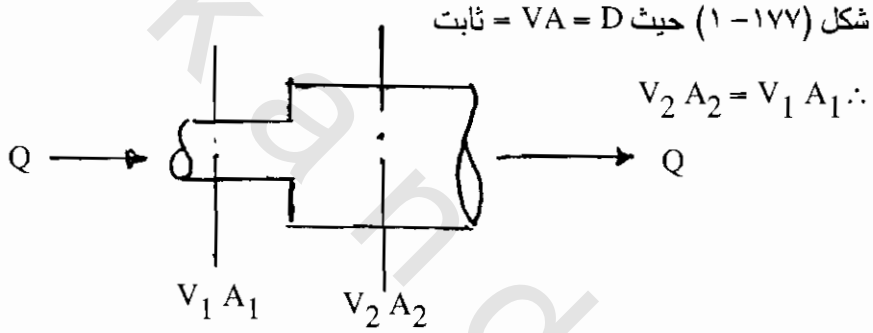 شكل (١٧٧ – ١) حيث VA = D = ثابت
∴ V₂ A₂ = V₁ A₁
Q Q
V₁ A₁ V₂ A₂